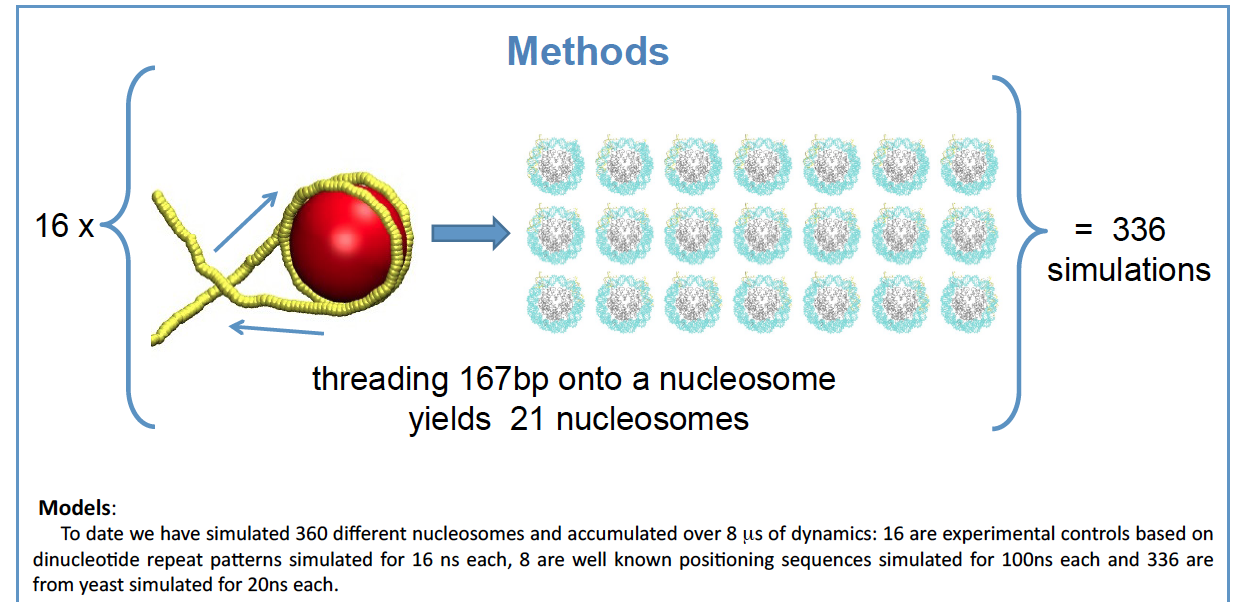 Methods
16 x
= 336
simulations
threading 167bp onto a nucleosome
yields 21 nucleosomes
Models:
To date we have simulated 360 different nucleosomes and accumulated over 8 μs of dynamics: 16 are experimental controls based on
dinucleotide repeat patterns simulated for 16 ns each, 8 are well known positioning sequences simulated for 100ns each and 336 are
from yeast simulated for 20ns each.